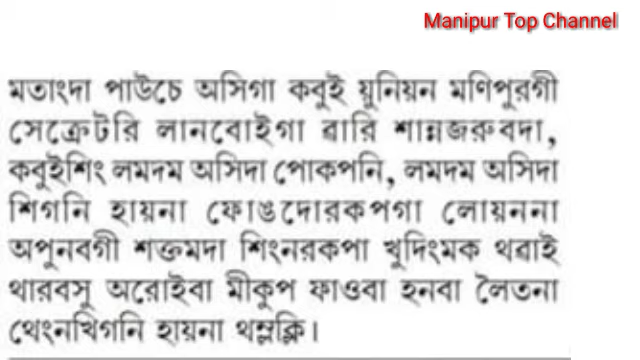 Manipur Top Channel
মতাংদা পাউচে অসিগা কবুই য়ুনিয়ন মণিপুরগী
সেক্রেটরি লানবোইগা ৱারি শান্নজরুবদা,
কবুইশিং লমদম অসিদা পোকপনি, লমদম অসিদা
শিগনি হায়না ফোঙদোরকপগা লোয়ননা
অপুনবগী শক্তমদা শিংনরকপা খুদিংমক থৱাই
থারবসু অরোইবা মীকুপ ফাওবা হনবা লৈতনা
থেংনখিগনি হায়না থম্লক্লি।